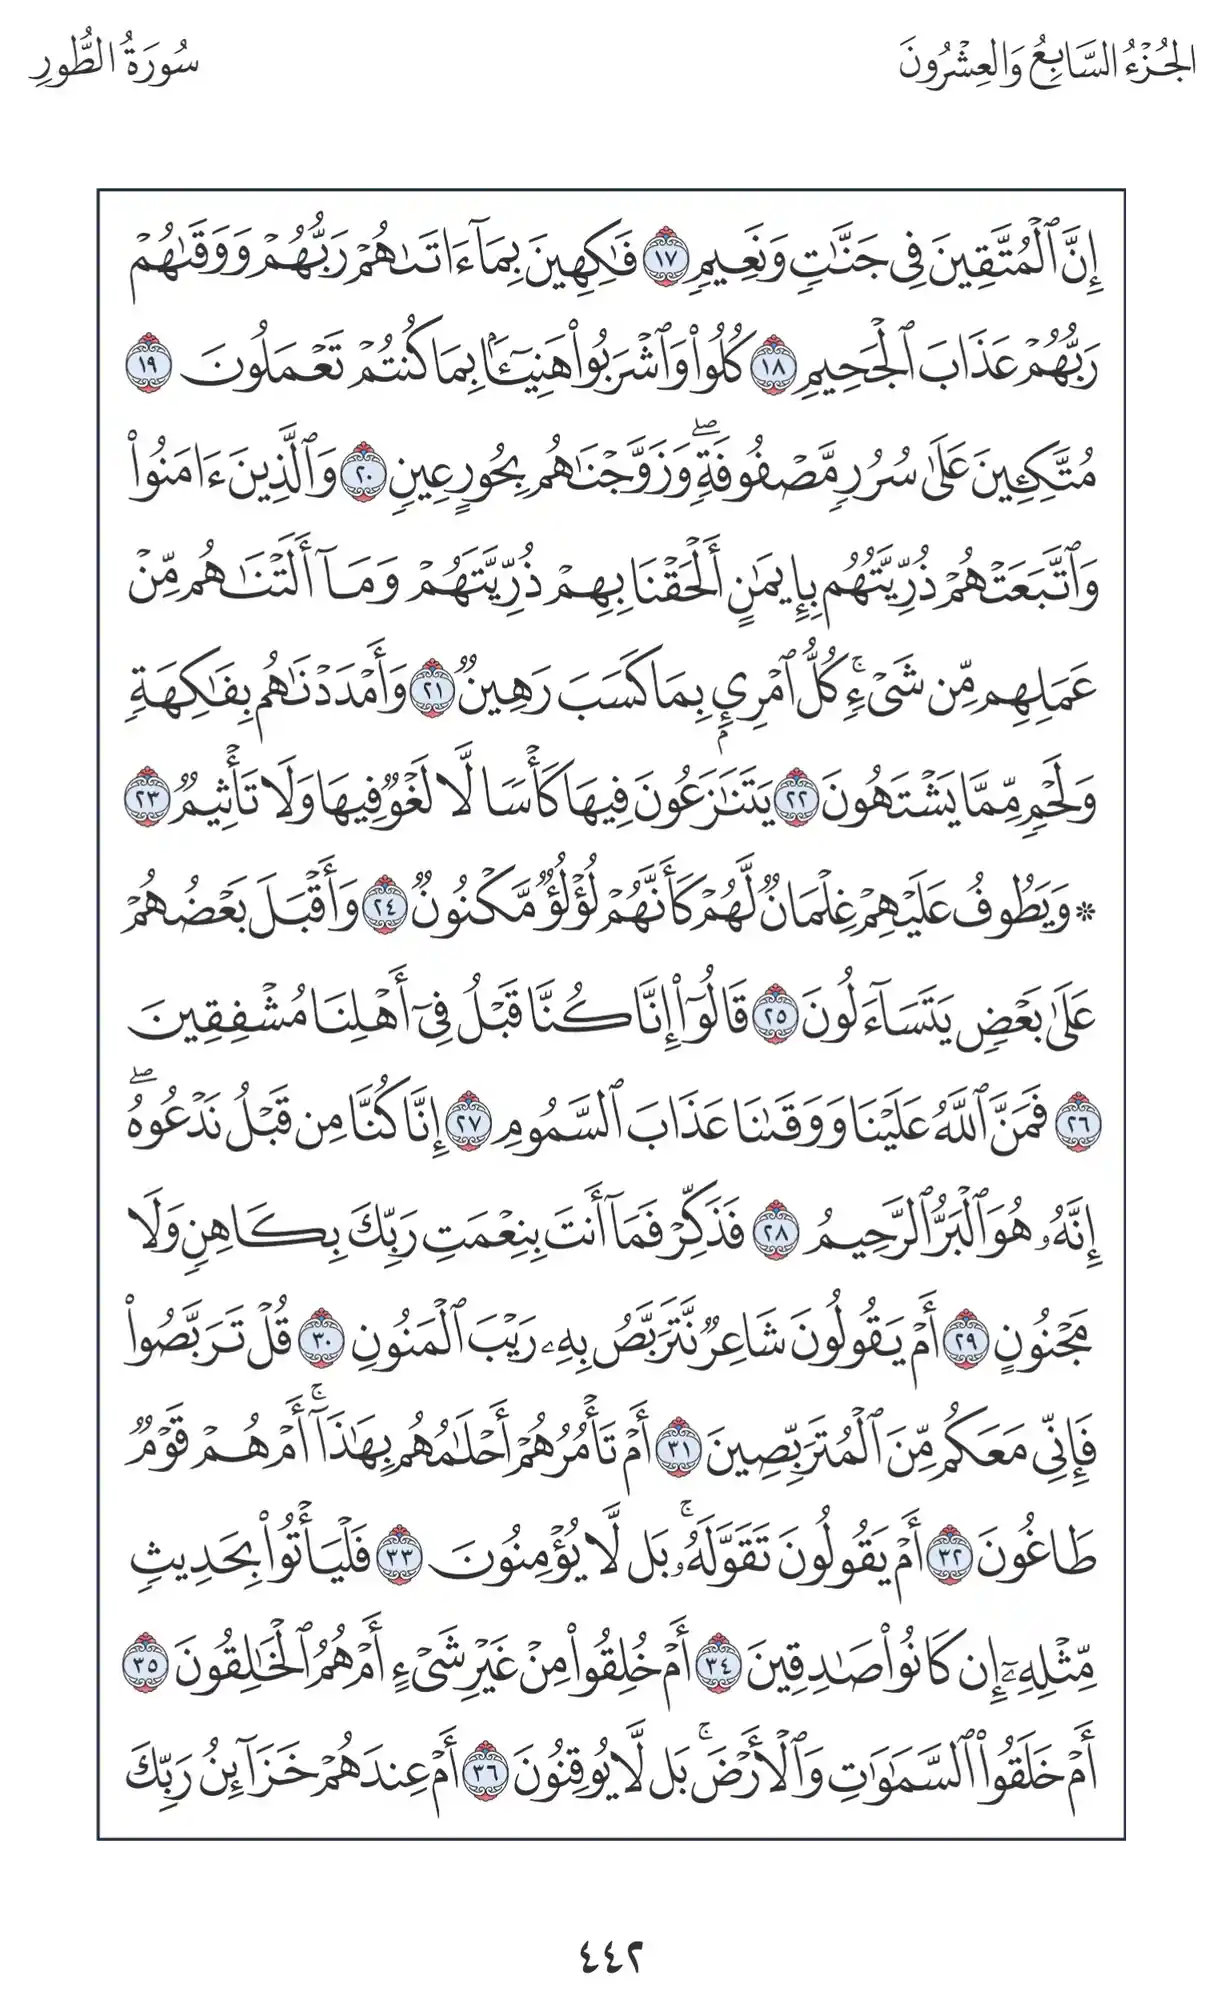 الجُزْءُ السَّابِعُ وَالعِشْرُونَ
سُورَةُ الطُّورِ
إِنَّ ٱلْمُتَّقِينَ فِى جَنَّـٰتٍ وَنَعِيمٍ ١٧ فَـٰكِهِينَ بِمَآ ءَاتَىٰهُمْ رَبُّهُمْ وَوَقَىٰهُمْ
رَبُّهُمْ عَذَابَ ٱلْجَحِيمِ ١٨ كُلُوا۟ وَٱشْرَبُوا۟ هَنِيٓـًٔۢا بِمَا كُنتُمْ تَعْمَلُونَ ١٩
مُتَّكِـِٔينَ عَلَىٰ سُرُرٍ مَّصْفُوفَةٍ ۖ وَزَوَّجْنَـٰهُم بِحُورٍ عِينٍ ٢٠ وَٱلَّذِينَ ءَامَنُوا۟
وَٱتَّبَعَتْهُمْ ذُرِّيَّتُهُم بِإِيمَـٰنٍ أَلْحَقْنَا بِهِمْ ذُرِّيَّتَهُمْ وَمَآ أَلَتْنَـٰهُم مِّنْ
عَمَلِهِم مِّن شَىْءٍ ۚ كُلُّ ٱمْرِئٍۭ بِمَا كَسَبَ رَهِينٌ ٢١ وَأَمْدَدْنَـٰهُم بِفَـٰكِهَةٍ
وَلَحْمٍ مِّمَّا يَشْتَهُونَ ٢٢ يَتَنَـٰزَعُونَ فِيهَا كَأْسًا لَّا لَغْوٌ فِيهَا وَلَا تَأْثِيمٌ ٢٣
* وَيَطُوفُ عَلَيْهِمْ غِلْمَانٌ لَّهُمْ كَأَنَّهُمْ لُؤْلُؤٌ مَّكْنُونٌ ٢٤ وَأَقْبَلَ بَعْضُهُمْ
عَلَىٰ بَعْضٍ يَتَسَآءَلُونَ ٢٥ قَالُوٓا۟ إِنَّا كُنَّا قَبْلُ فِىٓ أَهْلِنَا مُشْفِقِينَ
٢٦ فَمَنَّ ٱللَّهُ عَلَيْنَا وَوَقَىٰنَا عَذَابَ ٱلسَّمُومِ ٢٧ إِنَّا كُنَّا مِن قَبْلُ نَدْعُوهُ ۖ
إِنَّهُۥ هُوَ ٱلْبَرُّ ٱلرَّحِيمُ ٢٨ فَذَكِّرْ فَمَآ أَنتَ بِنِعْمَتِ رَبِّكَ بِكَاهِنٍ وَلَا
مَجْنُونٍ ٢٩ أَمْ يَقُولُونَ شَاعِرٌ نَّتَرَبَّصُ بِهِۦ رَيْبَ ٱلْمَنُونِ ٣٠ قُلْ تَرَبَّصُوا۟
فَإِنِّى مَعَكُم مِّنَ ٱلْمُتَرَبِّصِينَ ٣١ أَمْ تَأْمُرُهُمْ أَحْلَـٰمُهُم بِهَـٰذَآ ۚ أَمْ هُمْ قَوْمٌ
طَاغُونَ ٣٢ أَمْ يَقُولُونَ تَقَوَّلَهُۥ ۚ بَل لَّا يُؤْمِنُونَ ٣٣ فَلْيَأْتُوا۟ بِحَدِيثٍ
مِّثْلِهِۦٓ إِن كَانُوا۟ صَـٰدِقِينَ ٣٤ أَمْ خُلِقُوا۟ مِنْ غَيْرِ شَىْءٍ أَمْ هُمُ ٱلْخَـٰلِقُونَ ٣٥
أَمْ خَلَقُوا۟ ٱلسَّمَـٰوَٰتِ وَٱلْأَرْضَ ۚ بَل لَّا يُوقِنُونَ ٣٦ أَمْ عِندَهُمْ خَزَآئِنُ رَبِّكَ
٤٤٢